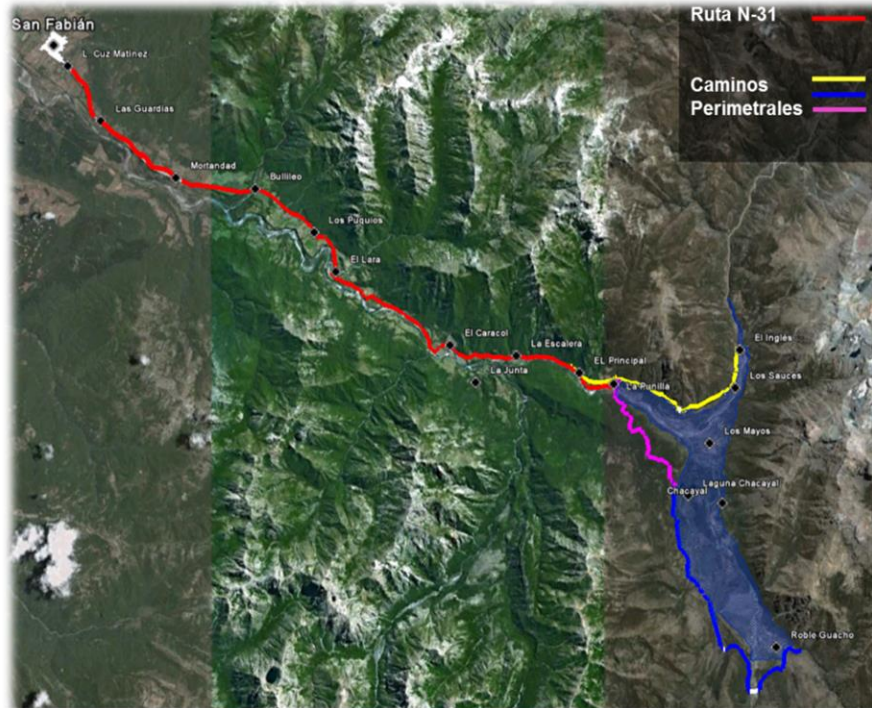 Ruta N-31
San Fabián
L. Cuz Matinez
Caminos
Perimetrales
Las Guardias
Mortandad
Bullileo
Los Puquios
El Lara
El Caracol
La Escalera
El Inglés
EL Principal
La Punilla
La Junta
Los Sauces
Los Mayos
Laguna Chacayal
Chacayal
Roble Guacho